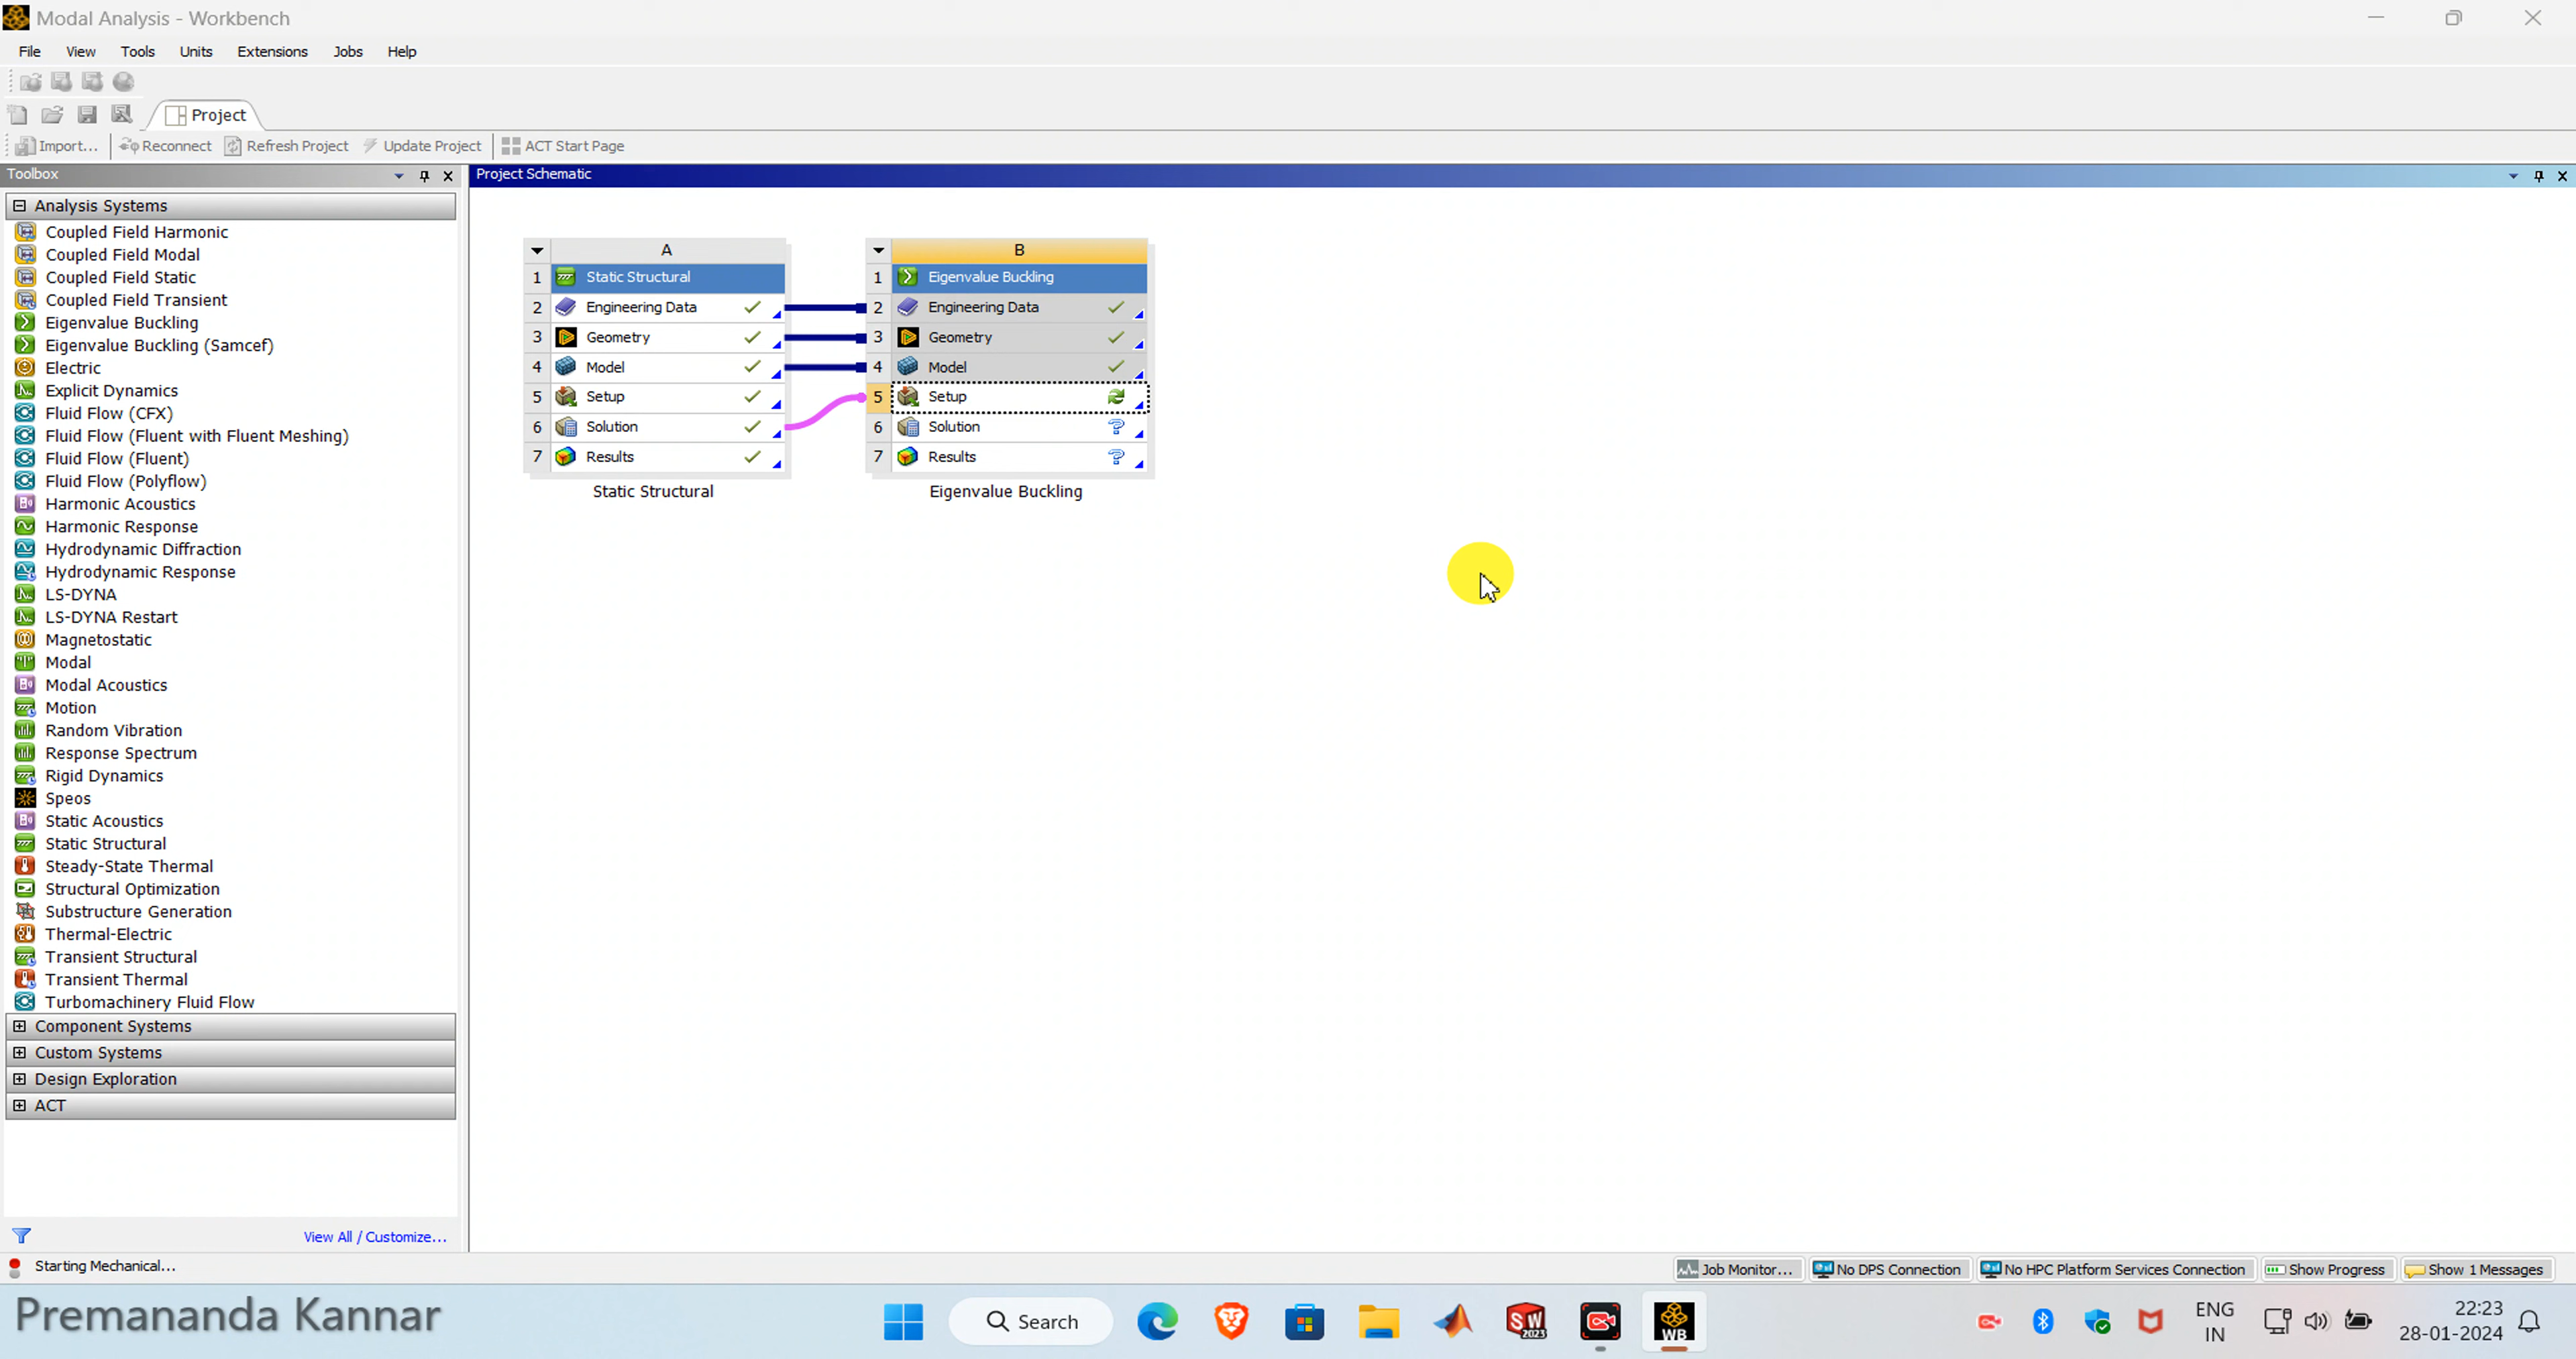 Modal Analysis - Workbench
File View Tools Units Extensions Jobs Help
Project
Import... Reconnect Refresh Project Update Project ACT Start Page
Toolbox
Analysis Systems
Coupled Field Harmonic
Coupled Field Modal
Coupled Field Static
Coupled Field Transient
Eigenvalue Buckling
Eigenvalue Buckling (Samcef)
Electric
Explicit Dynamics
Fluid Flow (CFX)
Fluid Flow (Fluent with Fluent Meshing)
Fluid Flow (Fluent)
Fluid Flow (Polyflow)
Harmonic Acoustics
Harmonic Response
Hydrodynamic Diffraction
Hydrodynamic Response
LS-DYNA
LS-DYNA Restart
Magnetostatic
Modal
Modal Acoustics
Motion
Random Vibration
Response Spectrum
Rigid Dynamics
Speos
Static Acoustics
Static Structural
Steady-State Thermal
Structural Optimization
Substructure Generation
Thermal-Electric
Transient Structural
Transient Thermal
Turbomachinery Fluid Flow
Component Systems
Custom Systems
Design Exploration
ACT
View All / Customize...
Project Schematic
A
1 Static Structural
2 Engineering Data
3 Geometry
4 Model
5 Setup
6 Solution
7 Results
Static Structural
B
1 Eigenvalue Buckling
2 Engineering Data
3 Geometry
4 Model
5 Setup
6 Solution
7 Results
Eigenvalue Buckling
Starting Mechanical...
Job Monitor... No DPS Connection No HPC Platform Services Connection Show Progress Show 1 Messages
Premananda Kannar
Search
SW
2023
WB
ENG
IN
22:23
28-01-2024